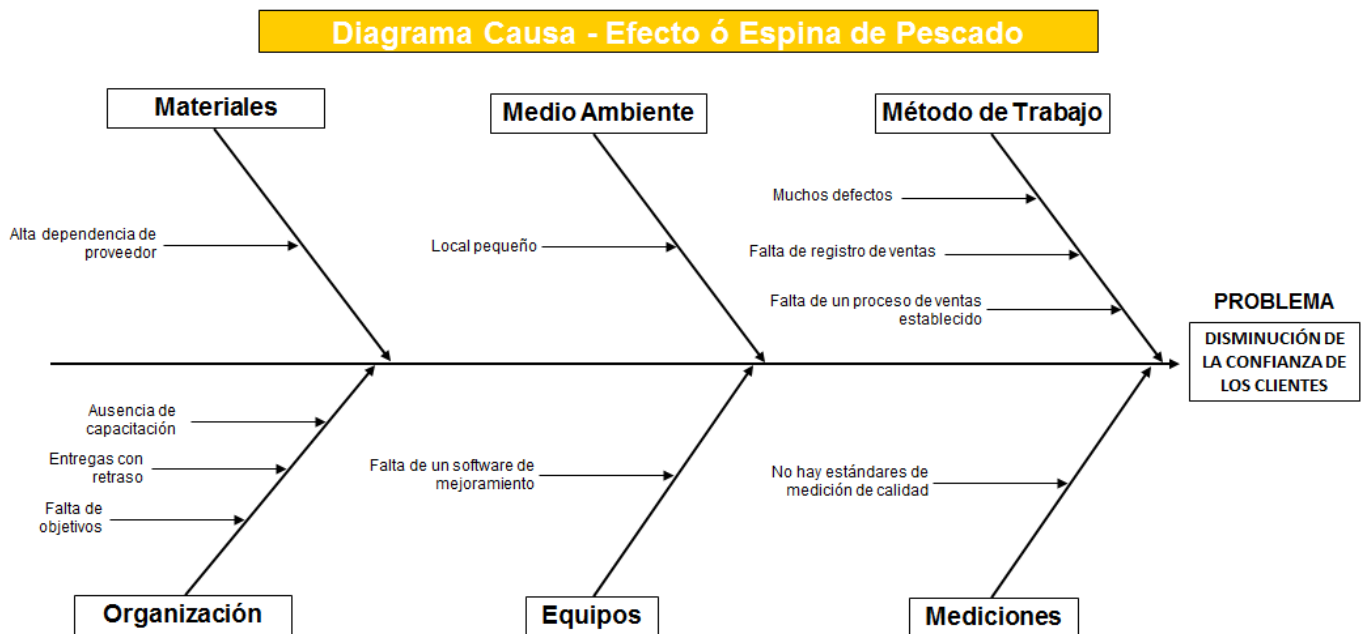 Diagrama Causa - Efecto ó Espina de Pescado
Materiales
Medio Ambiente
Método de Trabajo
Muchos defectos
Alta dependencia de
proveedor
Local pequeño
Falta de registro de ventas
Falta de un proceso de ventas
establecido
PROBLEMA
DISMINUCIÓN DE
LA CONFIANZA DE
LOS CLIENTES
Ausencia de
capacitación
Entregas con
retraso
Falta de
objetivos
Falta de un software de
mejoramiento
No hay estándares de
medición de calidad
Organización
Equipos
Mediciones